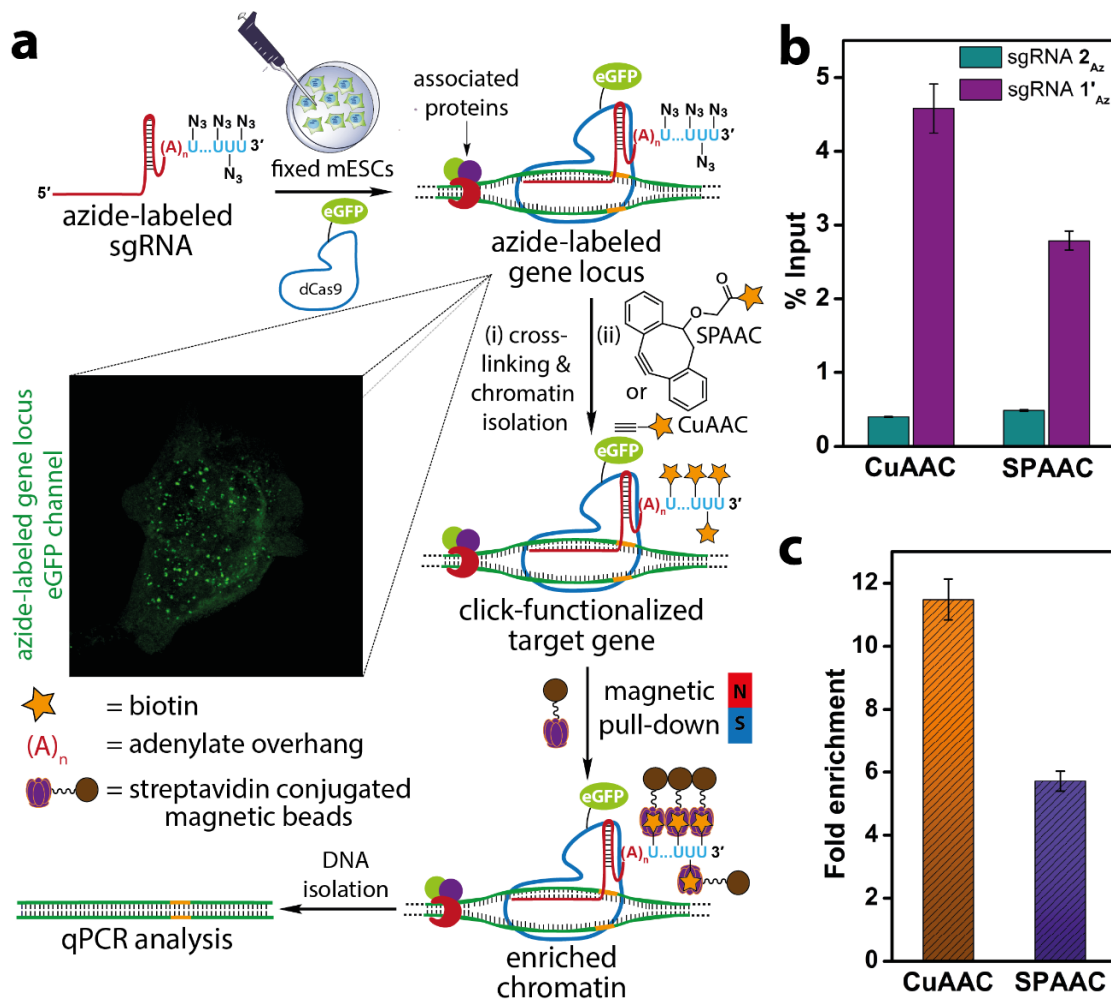 a
associated
proteins
eGFP
N3 N3 N3
(A)n U...UUU 3′
N3
5′
azide-labeled
sgRNA
fixed mESCs
eGFP
dCas9
N3 N3 N3
(A)n U...UUU 3′
N3
azide-labeled
gene locus
(i) cross-
linking &
chromatin
isolation
(ii)
O
O
SPAAC
or
CuAAC
azide-labeled gene locus
eGFP channel
eGFP
(A)n U...UUU 3′
click-functionalized
target gene
= biotin
(A)n = adenylate overhang
= streptavidin conjugated
magnetic beads
magnetic
pull-down
N
S
eGFP
(A)n U...UUU 3′
enriched
chromatin
DNA
isolation
qPCR analysis
b
sgRNA 2Az
sgRNA 1'Az
% Input
5
4
3
2
1
0
CuAAC SPAAC
c
Fold enrichment
12
10
8
6
4
2
0
CuAAC SPAAC